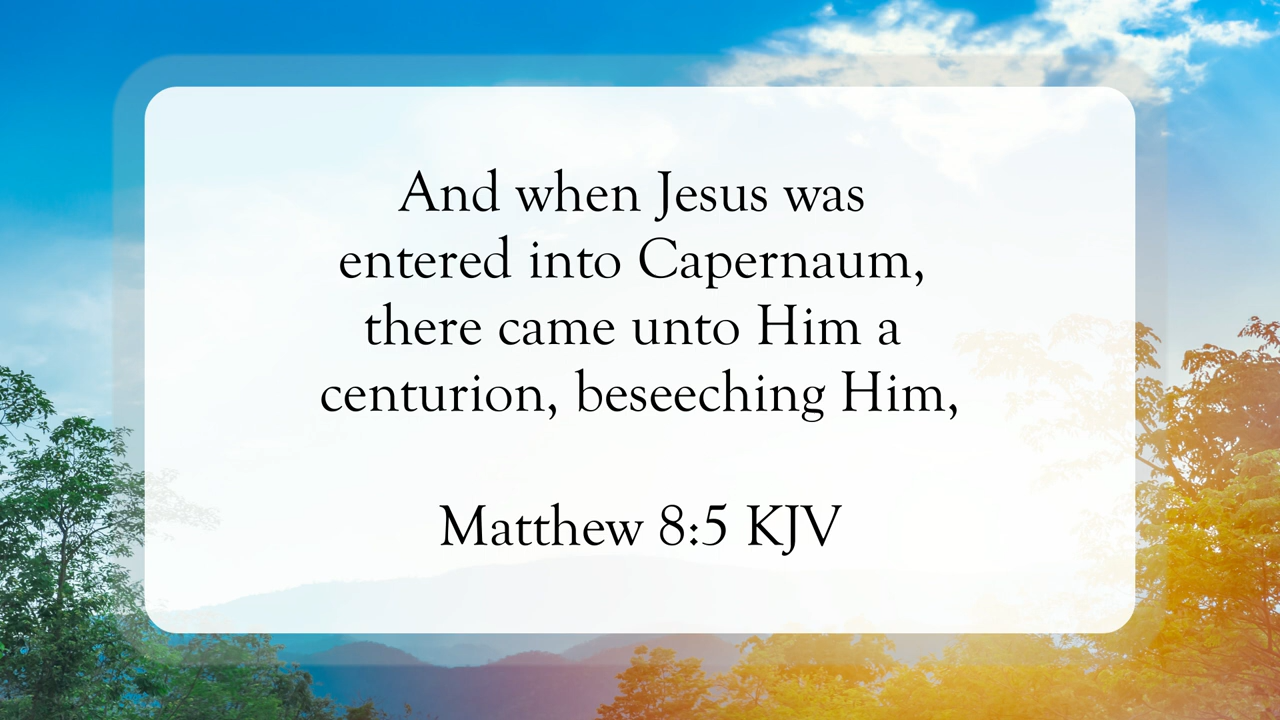 And when Jesus was
entered into Capernaum,
there came unto Him a
centurion, beseeching Him,
Matthew 8:5 KJV